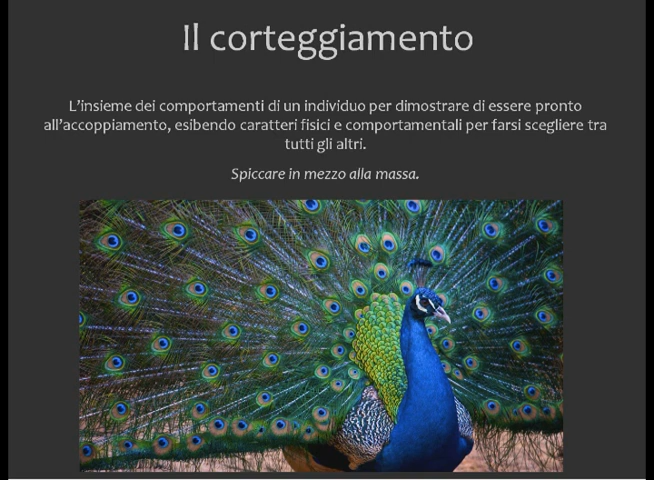 Il corteggiamento
L’insieme dei comportamenti di un individuo per dimostrare di essere pronto
all’accoppiamento, esibendo caratteri fisici e comportamentali per farsi scegliere tra
tutti gli altri.
Spiccare in mezzo alla massa.